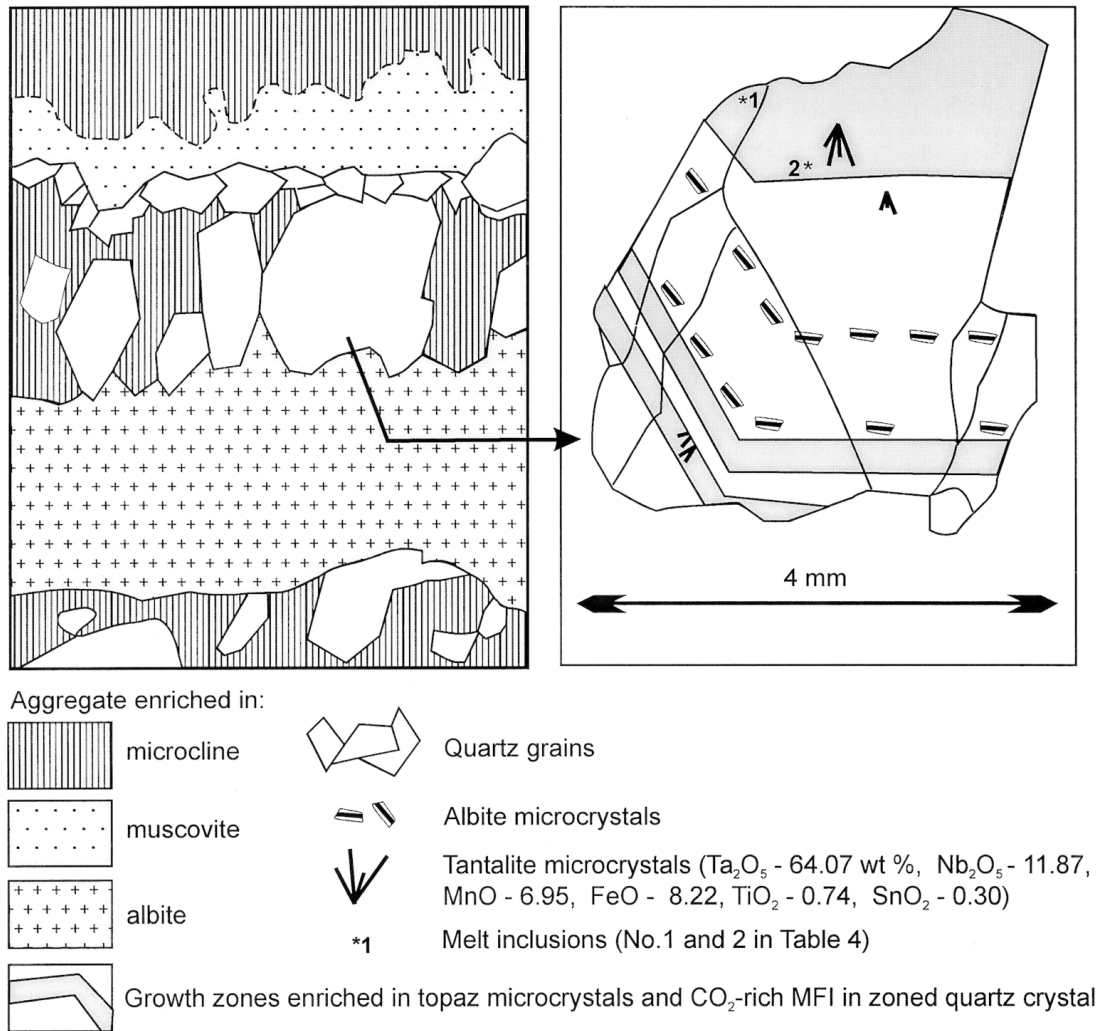 *1
2*
4 mm
Aggregate enriched in:
microcline
Quartz grains
muscovite
Albite microcrystals
albite
Tantalite microcrystals (Ta₂O₅ - 64.07 wt %, Nb₂O₅ - 11.87,
MnO - 6.95, FeO - 8.22, TiO₂ - 0.74, SnO₂ - 0.30)
*1 Melt inclusions (No.1 and 2 in Table 4)
Growth zones enriched in topaz microcrystals and CO₂-rich MFI in zoned quartz crystal